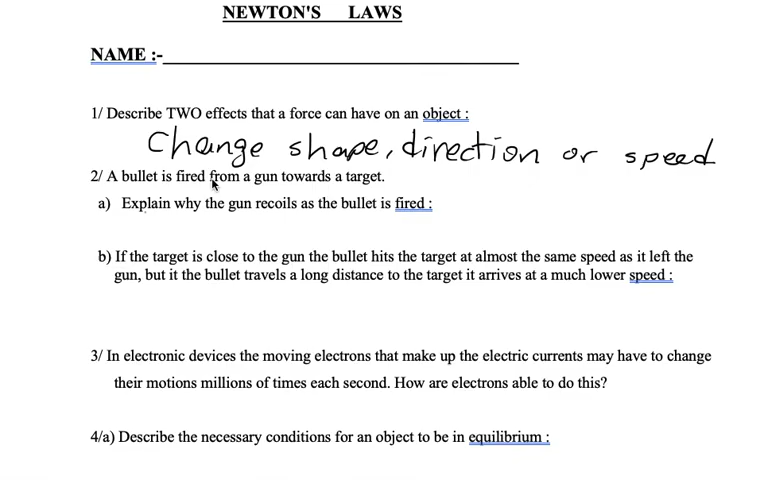 NEWTON'S LAWS
NAME :-
1/ Describe TWO effects that a force can have on an object :
Change shape, direction or speed
2/ A bullet is fired from a gun towards a target.
a) Explain why the gun recoils as the bullet is fired :
b) If the target is close to the gun the bullet hits the target at almost the same speed as it left the
gun, but it the bullet travels a long distance to the target it arrives at a much lower speed :
3/ In electronic devices the moving electrons that make up the electric currents may have to change
their motions millions of times each second. How are electrons able to do this?
4/a) Describe the necessary conditions for an object to be in equilibrium :